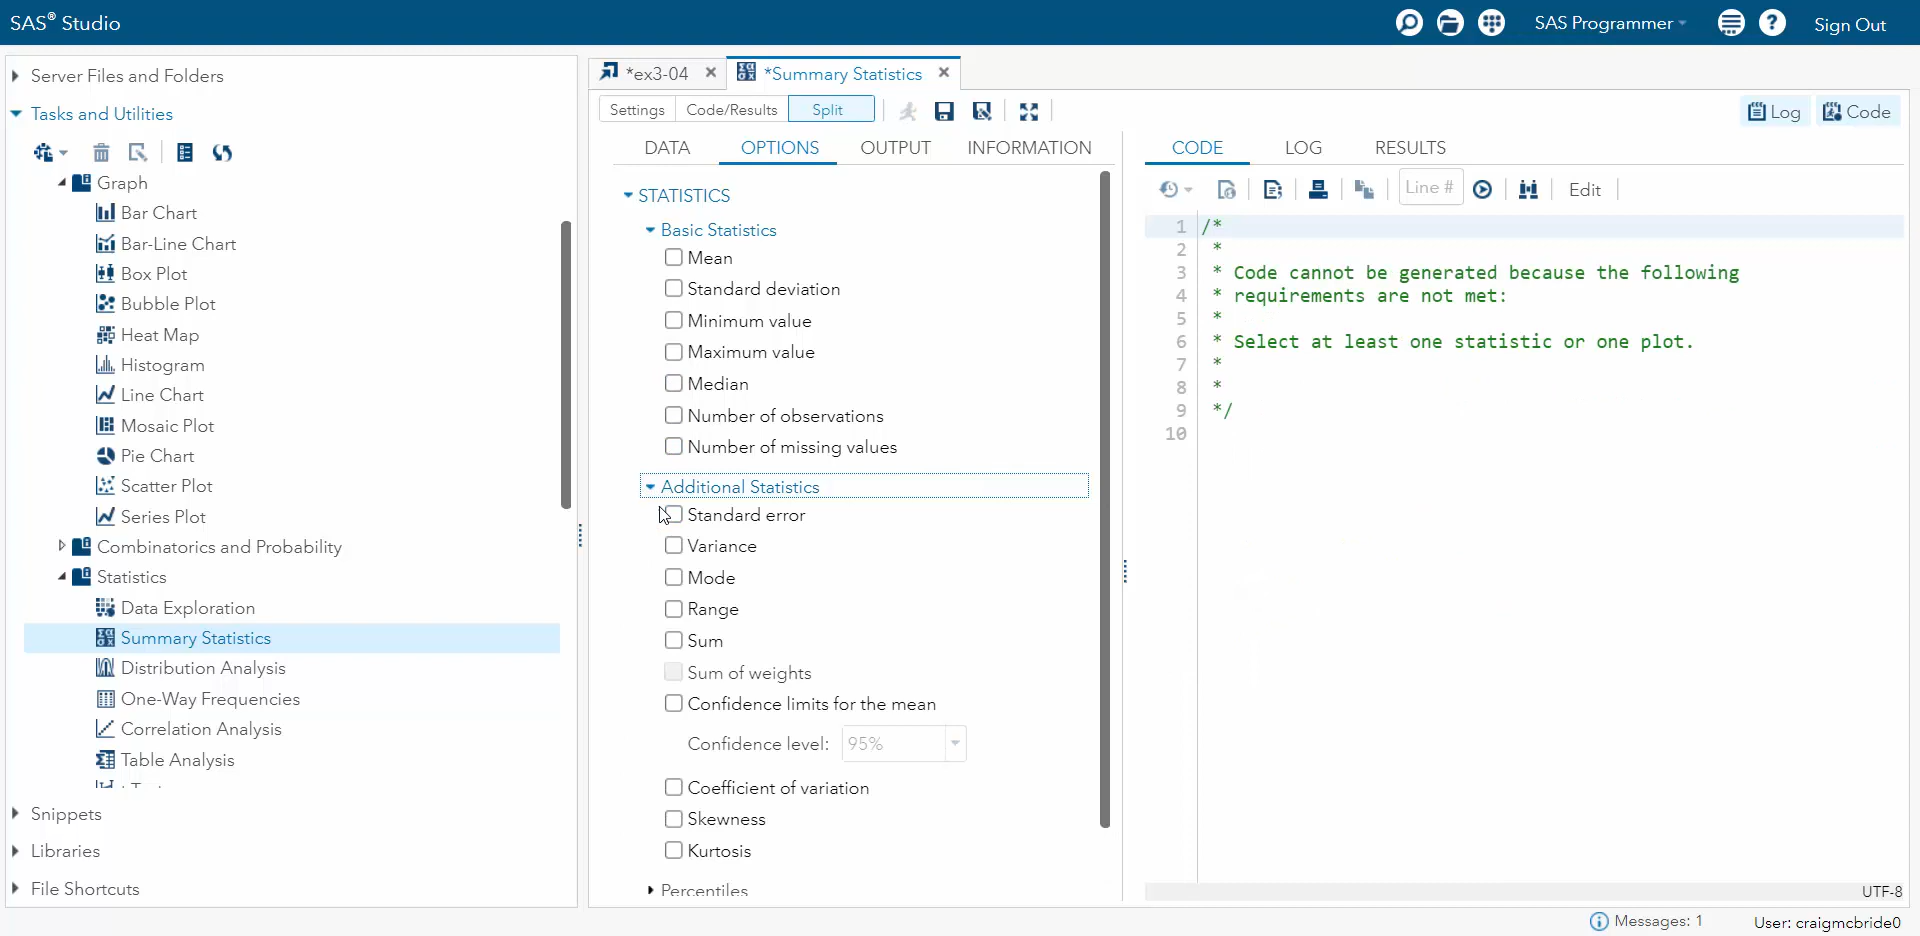 SAS® Studio
SAS Programmer
Sign Out
Server Files and Folders
Tasks and Utilities
Graph
Bar Chart
Bar-Line Chart
Box Plot
Bubble Plot
Heat Map
Histogram
Line Chart
Mosaic Plot
Pie Chart
Scatter Plot
Series Plot
Combinatorics and Probability
Statistics
Data Exploration
Summary Statistics
Distribution Analysis
One-Way Frequencies
Correlation Analysis
Table Analysis
Snippets
Libraries
File Shortcuts
*ex3-04
*Summary Statistics
Settings
Code/Results
Split
Log
Code
DATA
OPTIONS
OUTPUT
INFORMATION
STATISTICS
Basic Statistics
Mean
Standard deviation
Minimum value
Maximum value
Median
Number of observations
Number of missing values
Additional Statistics
Standard error
Variance
Mode
Range
Sum
Sum of weights
Confidence limits for the mean
Confidence level: 95%
Coefficient of variation
Skewness
Kurtosis
Percentiles
CODE
LOG
RESULTS
Line #
Edit
1 /*
2 *
3 * Code cannot be generated because the following
4 * requirements are not met:
5 *
6 * Select at least one statistic or one plot.
7 *
8 *
9 */
10
UTF-8
Messages: 1
User: craigmcbride0